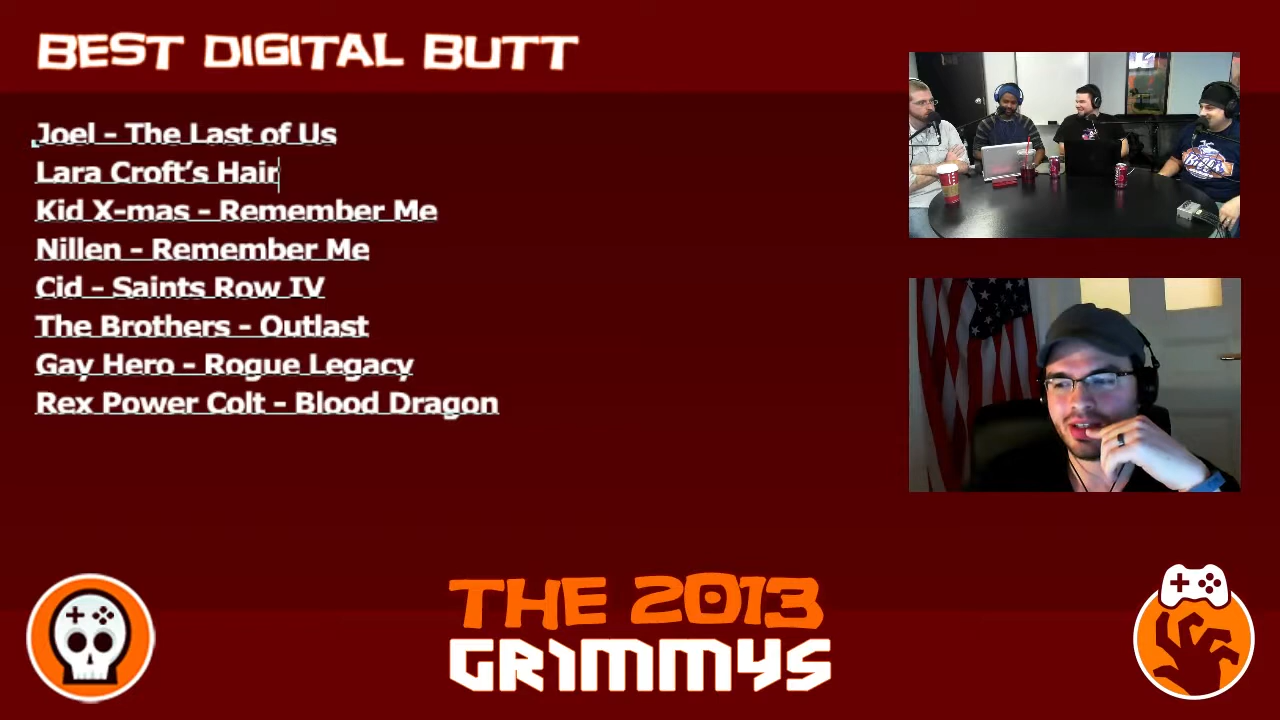 BEST DIGITAL BUTT
Joel - The Last of Us
Lara Croft's Hair
Kid X-mas - Remember Me
Nillen - Remember Me
Cid - Saints Row IV
The Brothers - Outlast
Gay Hero - Rogue Legacy
Rex Power Colt - Blood Dragon
THE 2013
GR1MM4S